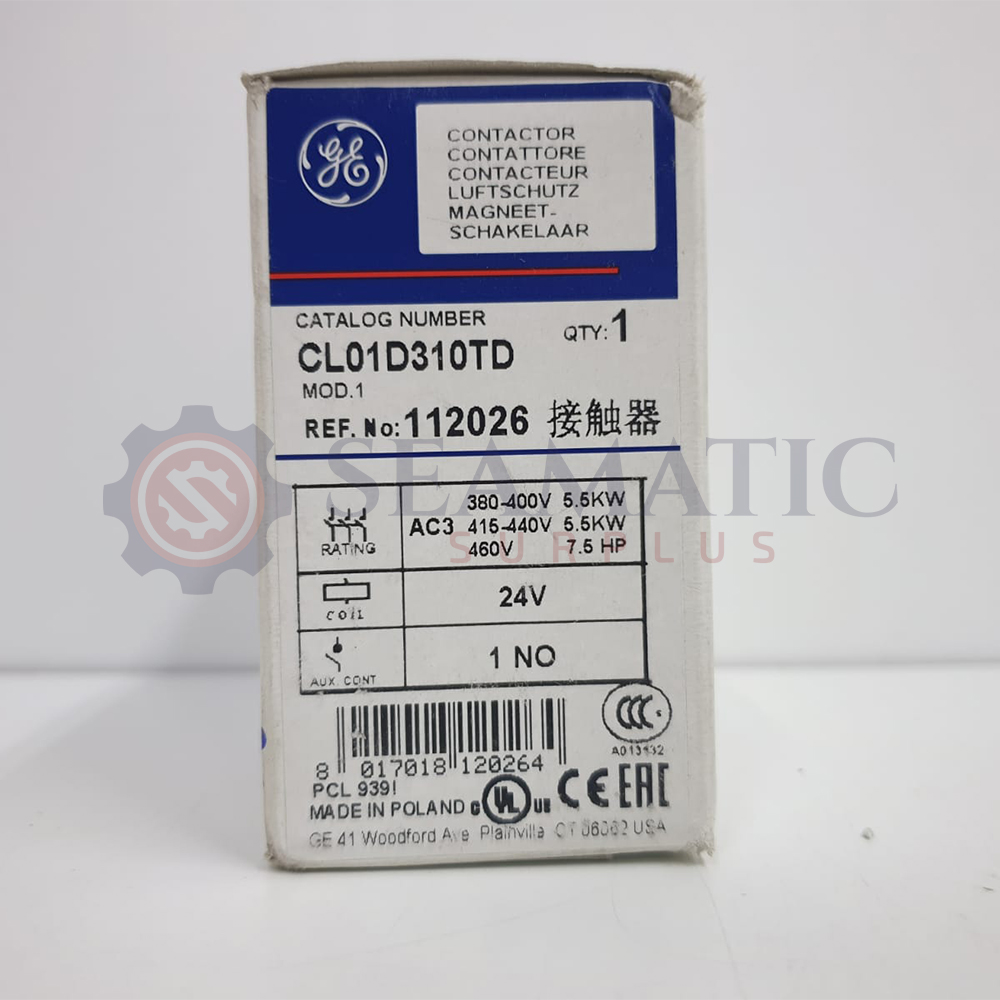 GE
CONTACTOR
CONTATTORE
CONTACTEUR
LUFTSCHUTZ
MAGNEET-
SCHAKELAAR
CATALOG NUMBER
QTY: 1
CL01D310TD
MOD.1
REF. No: 112026 接触器
SEAMATIC
SURPLUS
RATING
AC3 380-400V 5.5KW
415-440V 5.5KW
460V 7.5 HP
COIL
24V
AUX. CONT
1 NO
CCC S
A013132
8 017018 120264
PCL 939!
MADE IN POLAND
C UL US CE EAC
GE 41 Woodford Ave Plainville CT 06062 USA